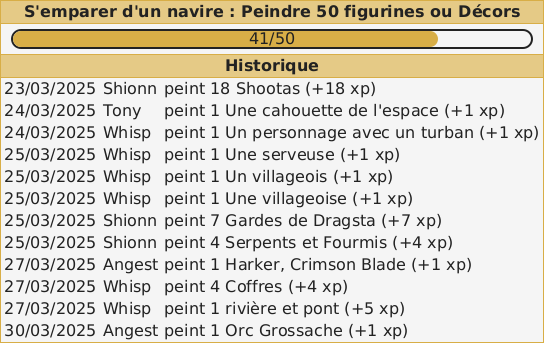 S'emparer d'un navire : Peindre 50 figurines ou Décors
41/50
Historique
23/03/2025 Shionn peint 18 Shootas (+18 xp)
24/03/2025 Tony peint 1 Une cahouette de l'espace (+1 xp)
24/03/2025 Whisp peint 1 Un personnage avec un turban (+1 xp)
25/03/2025 Whisp peint 1 Une serveuse (+1 xp)
25/03/2025 Whisp peint 1 Un villageois (+1 xp)
25/03/2025 Whisp peint 1 Une villageoise (+1 xp)
25/03/2025 Shionn peint 7 Gardes de Dragsta (+7 xp)
25/03/2025 Shionn peint 4 Serpents et Fourmis (+4 xp)
27/03/2025 Angest peint 1 Harker, Crimson Blade (+1 xp)
27/03/2025 Whisp peint 4 Coffres (+4 xp)
27/03/2025 Whisp peint 1 rivière et pont (+5 xp)
30/03/2025 Angest peint 1 Orc Grossache (+1 xp)